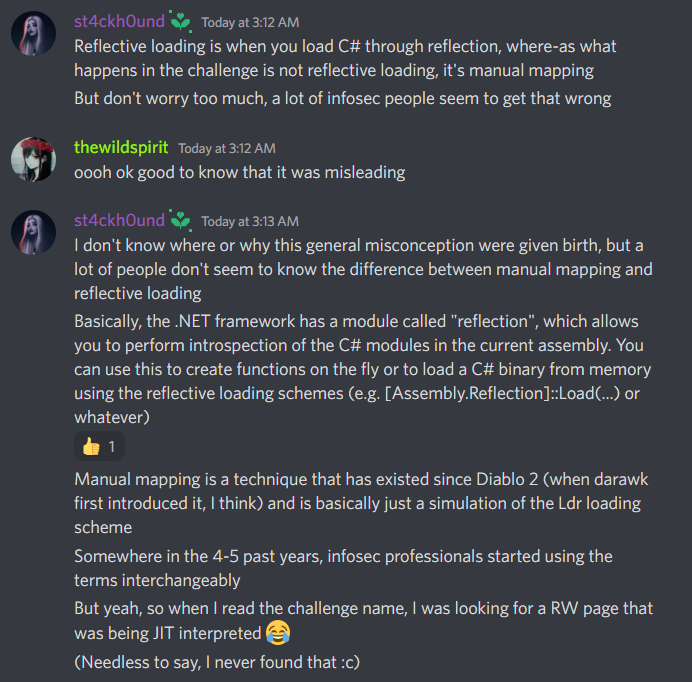 st4ckh0und Today at 3:12 AM
Reflective loading is when you load C# through reflection, where-as what
happens in the challenge is not reflective loading, it's manual mapping
But don't worry too much, a lot of infosec people seem to get that wrong
thewildspirit Today at 3:12 AM
oooh ok good to know that it was misleading
st4ckh0und Today at 3:13 AM
I don't know where or why this general misconception were given birth, but a
lot of people don't seem to know the difference between manual mapping and
reflective loading
Basically, the .NET framework has a module called "reflection", which allows
you to perform introspection of the C# modules in the current assembly. You
can use this to create functions on the fly or to load a C# binary from memory
using the reflective loading schemes (e.g. [Assembly.Reflection]::Load(...) or
whatever)
👍 1
Manual mapping is a technique that has existed since Diablo 2 (when darawk
first introduced it, I think) and is basically just a simulation of the Ldr loading
scheme
Somewhere in the 4-5 past years, infosec professionals started using the
terms interchangeably
But yeah, so when I read the challenge name, I was looking for a RW page that
was being JIT interpreted 😂
(Needless to say, I never found that :c)